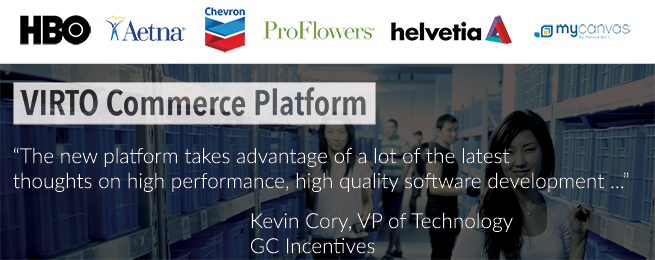 HBO Aetna® Chevron ProFlowers® helvetia mycanvas
VIRTO Commerce Platform
“The new platform takes advantage of a lot of the latest
thoughts on high performance, high quality software development ...”
Kevin Cory, VP of Technology
GC Incentives